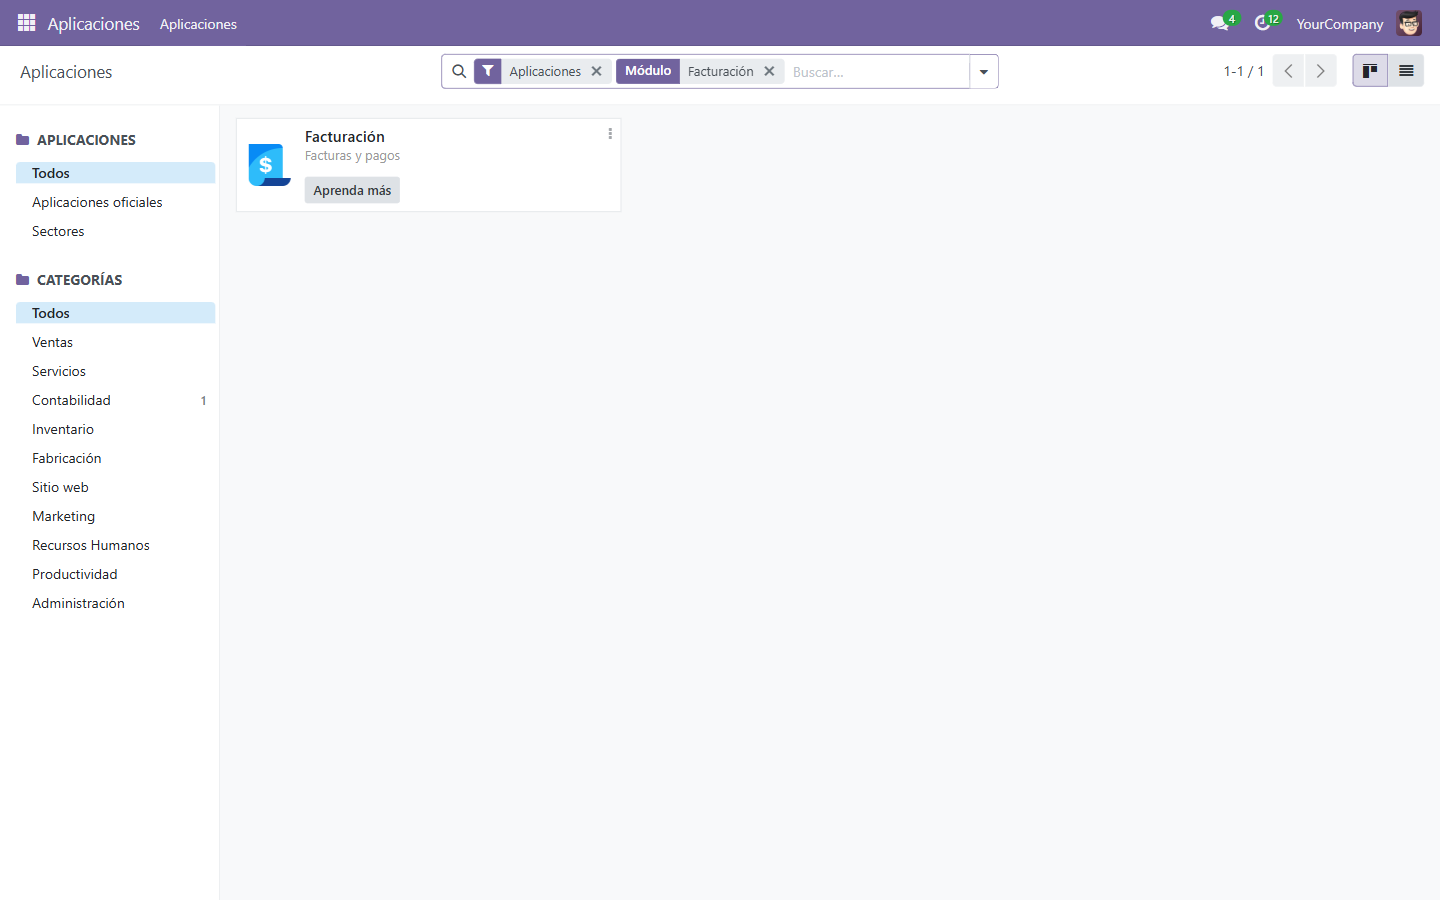 Aplicaciones Aplicaciones 4 12 YourCompany
Aplicaciones Aplicaciones Módulo Facturación Buscar... 1-1 / 1
APLICACIONES
Todos
Aplicaciones oficiales
Sectores
CATEGORÍAS
Todos
Ventas
Servicios
Contabilidad 1
Inventario
Fabricación
Sitio web
Marketing
Recursos Humanos
Productividad
Administración
Facturación
Facturas y pagos
$
Aprenda más